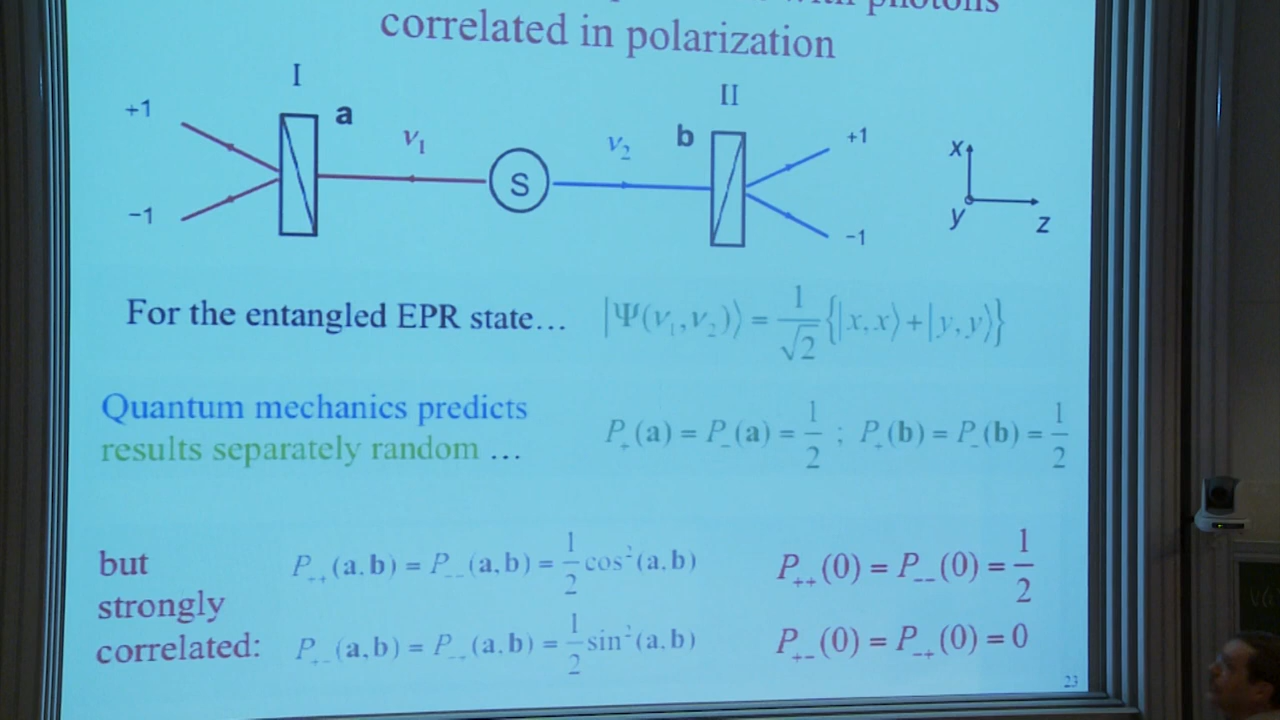 with photons
correlated in polarization
I
II
+1
a
ν₁
S
ν₂
b
+1
x
−1
−1
y
z
For the entangled EPR state… |Ψ(ν₁,ν₂)⟩ = 1/√2 {|x,x⟩+|y,y⟩}
Quantum mechanics predicts
results separately random … P₊(a) = P₋(a) = 1/2 ; P₊(b) = P₋(b) = 1/2
but P₊₊(a,b) = P₋₋(a,b) = 1/2 cos²(a,b) P₊₊(0) = P₋₋(0) = 1/2
strongly
correlated: P₊₋(a,b) = P₋₊(a,b) = 1/2 sin²(a,b) P₊₋(0) = P₋₊(0) = 0
23